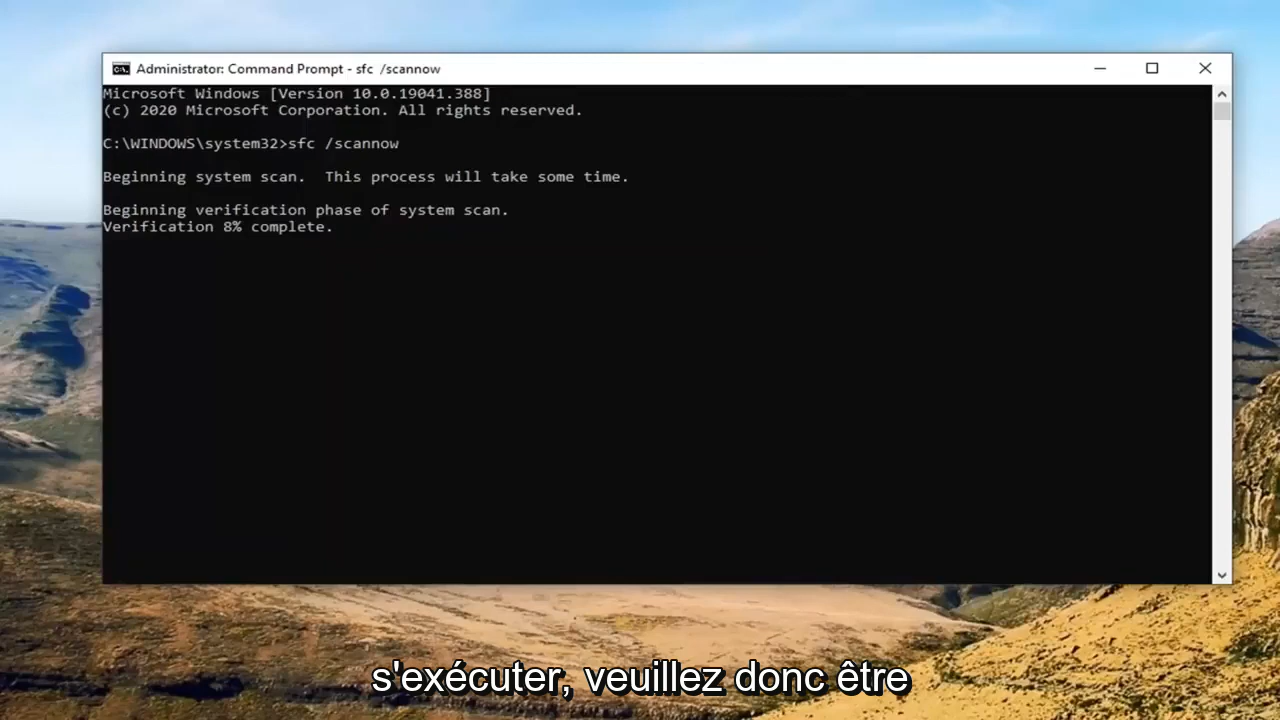 Administrator: Command Prompt - sfc /scannow
Microsoft Windows [Version 10.0.19041.388]
(c) 2020 Microsoft Corporation. All rights reserved.
C:\WINDOWS\system32>sfc /scannow
Beginning system scan.  This process will take some time.
Beginning verification phase of system scan.
Verification 8% complete.
s'exécuter, veuillez donc être